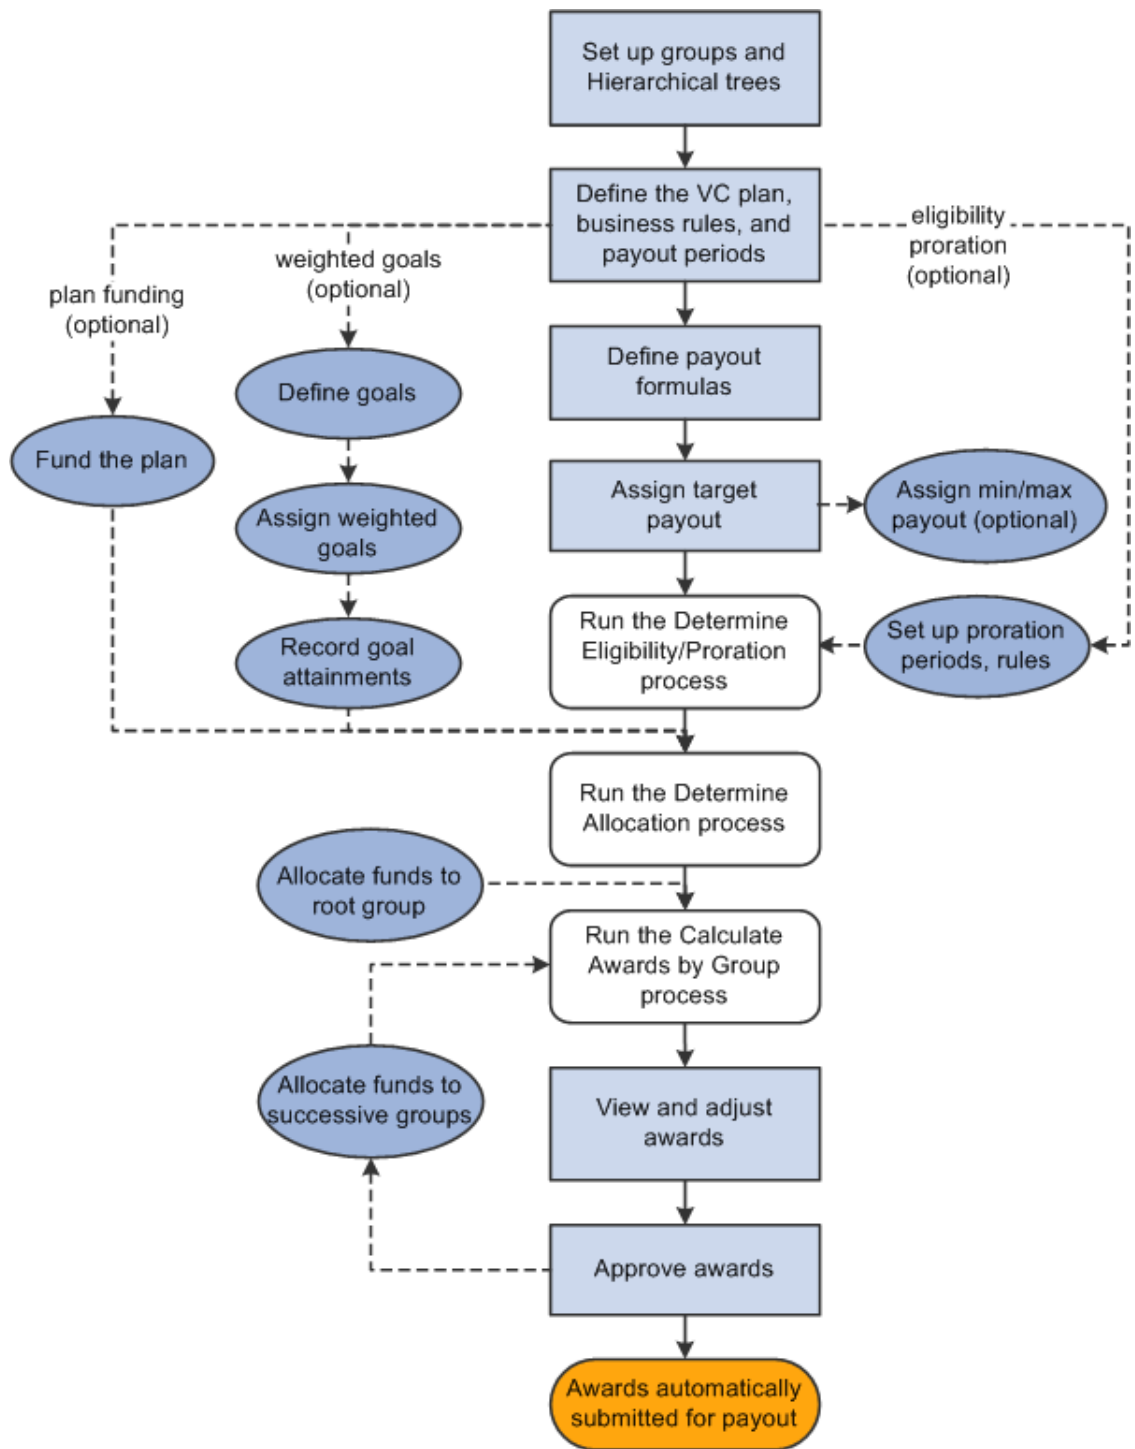 Set up groups and
Hierarchical trees
Define the VC plan,
business rules, and
payout periods
eligibility
proration
(optional)
weighted goals
(optional)
plan funding
(optional)
Define payout
formulas
Define goals
Fund the plan
Assign target
payout
Assign min/max
payout (optional)
Assign weighted
goals
Run the Determine
Eligibility/Proration
process
Set up proration
periods, rules
Record goal
attainments
Run the Determine
Allocation process
Allocate funds to
root group
Run the Calculate
Awards by Group
process
Allocate funds to
successive groups
View and adjust
awards
Approve awards
Awards automatically
submitted for payout